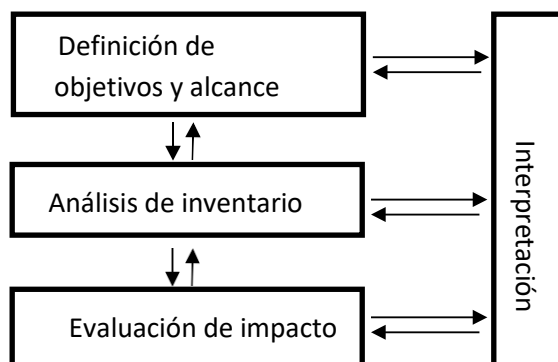 Definición de
objetivos y alcance
Análisis de inventario
Evaluación de impacto
Interpretación